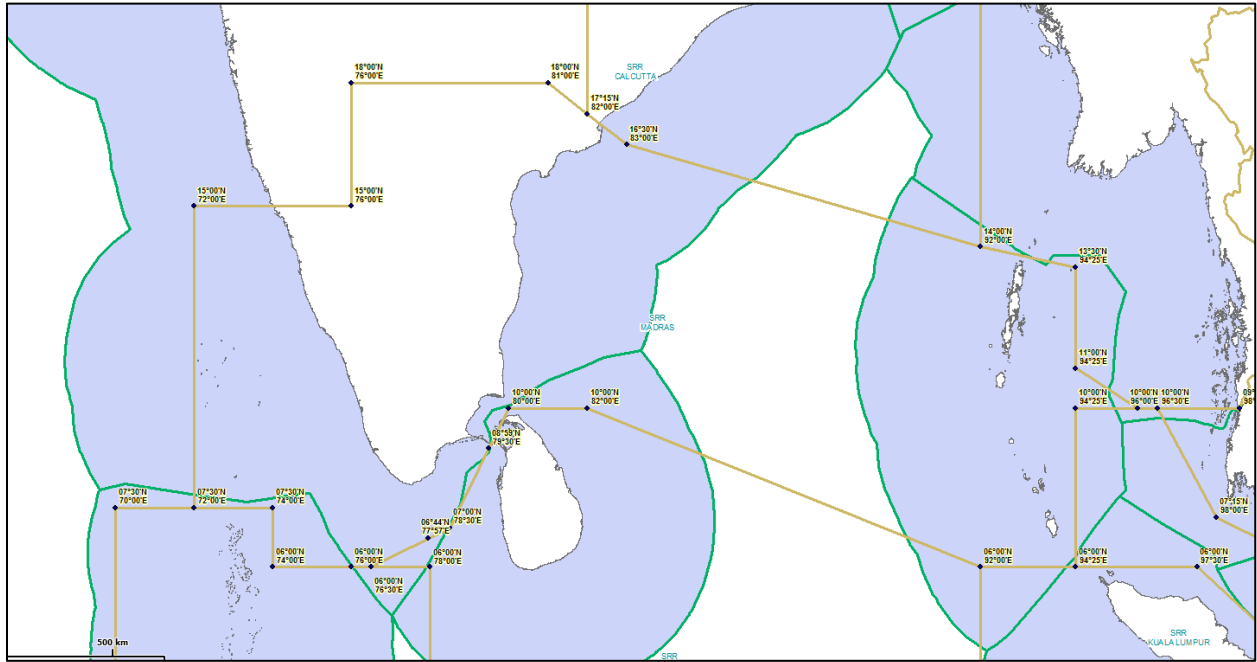 SRR
CALCUTTA
18°00'N
76°00'E
18°00'N
81°00'E
17°15'N
82°00'E
16°30'N
83°00'E
15°00'N
72°00'E
15°00'N
76°00'E
14°00'N
92°00'E
13°30'N
94°25'E
SRR
MADRAS
11°00'N
94°25'E
10°00'N
80°00'E
10°00'N
82°00'E
10°00'N
94°25'E
10°00'N
96°00'E
10°00'N
96°30'E
09°
98°
08°59'N
79°30'E
07°30'N
70°00'E
07°30'N
72°00'E
07°30'N
74°00'E
07°00'N
78°30'E
07°15'N
98°00'E
06°44'N
77°57'E
06°00'N
74°00'E
06°00'N
76°00'E
06°00'N
76°30'E
06°00'N
78°00'E
06°00'N
92°00'E
06°00'N
94°25'E
06°00'N
97°30'E
500 km
SRR
KUALA LUMPUR
SRR